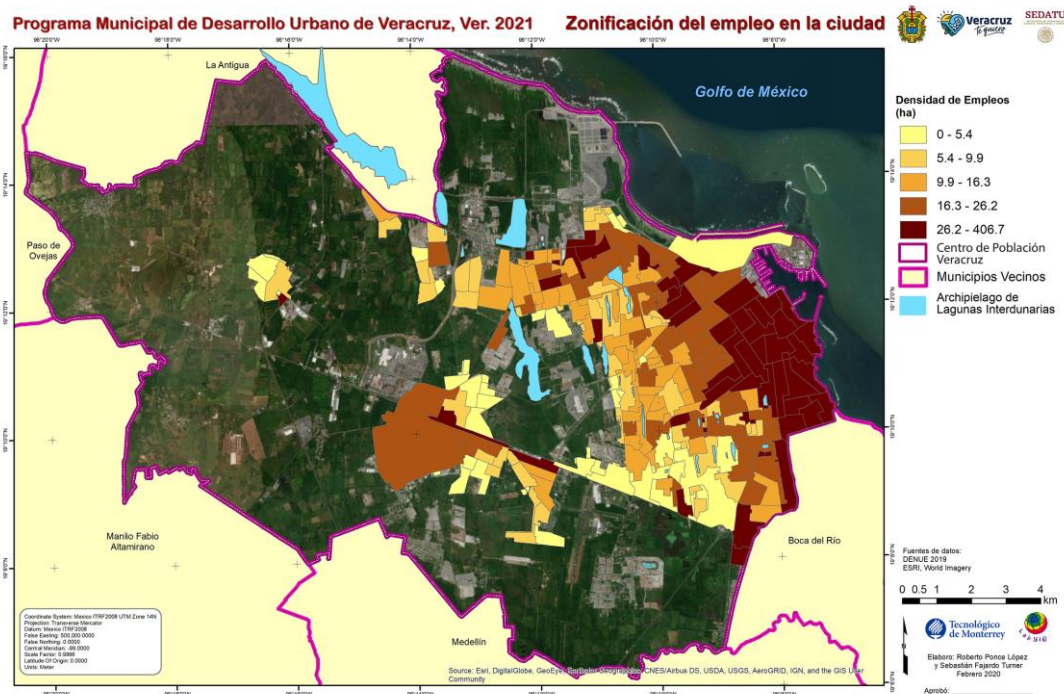 Programa Municipal de Desarrollo Urbano de Veracruz, Ver. 2021
Zonificación del empleo en la ciudad
Veracruz
Te quiero
SEDATU
96°20'0"W 96°18'0"W 96°16'0"W 96°14'0"W 96°12'0"W 96°10'0"W 96°8'0"W
La Antigua
Golfo de México
Paso de
Ovejas
Manlio Fabio
Altamirano
Medellín
Boca del Río
Densidad de Empleos
(ha)
0 - 5.4
5.4 - 9.9
9.9 - 16.3
16.3 - 26.2
26.2 - 406.7
Centro de Población
Veracruz
Municipios Vecinos
Archipielago de
Lagunas Interdunarias
Fuentes de datos:
DENUE 2019
ESRI, World Imagery
0 0.5 1 2 3 4
km
Tecnológico
de Monterrey
Elaboro: Roberto Ponce López
y Sebastián Fajardo Turner
Febrero 2020
Aprobó:
Coordinate System: Mexico ITRF2008 UTM Zone 14N
Projection: Transverse Mercator
Datum: Mexico ITRF2008
False Easting: 500,000.0000
False Northing: 0.0000
Central Meridian: -99.0000
Scale Factor: 0.9996
Latitude Of Origin: 0.0000
Units: Meter
Source: Esri, DigitalGlobe, GeoEye, Earthstar Geographics, CNES/Airbus DS, USDA, USGS, AeroGRID, IGN, and the GIS User
Community